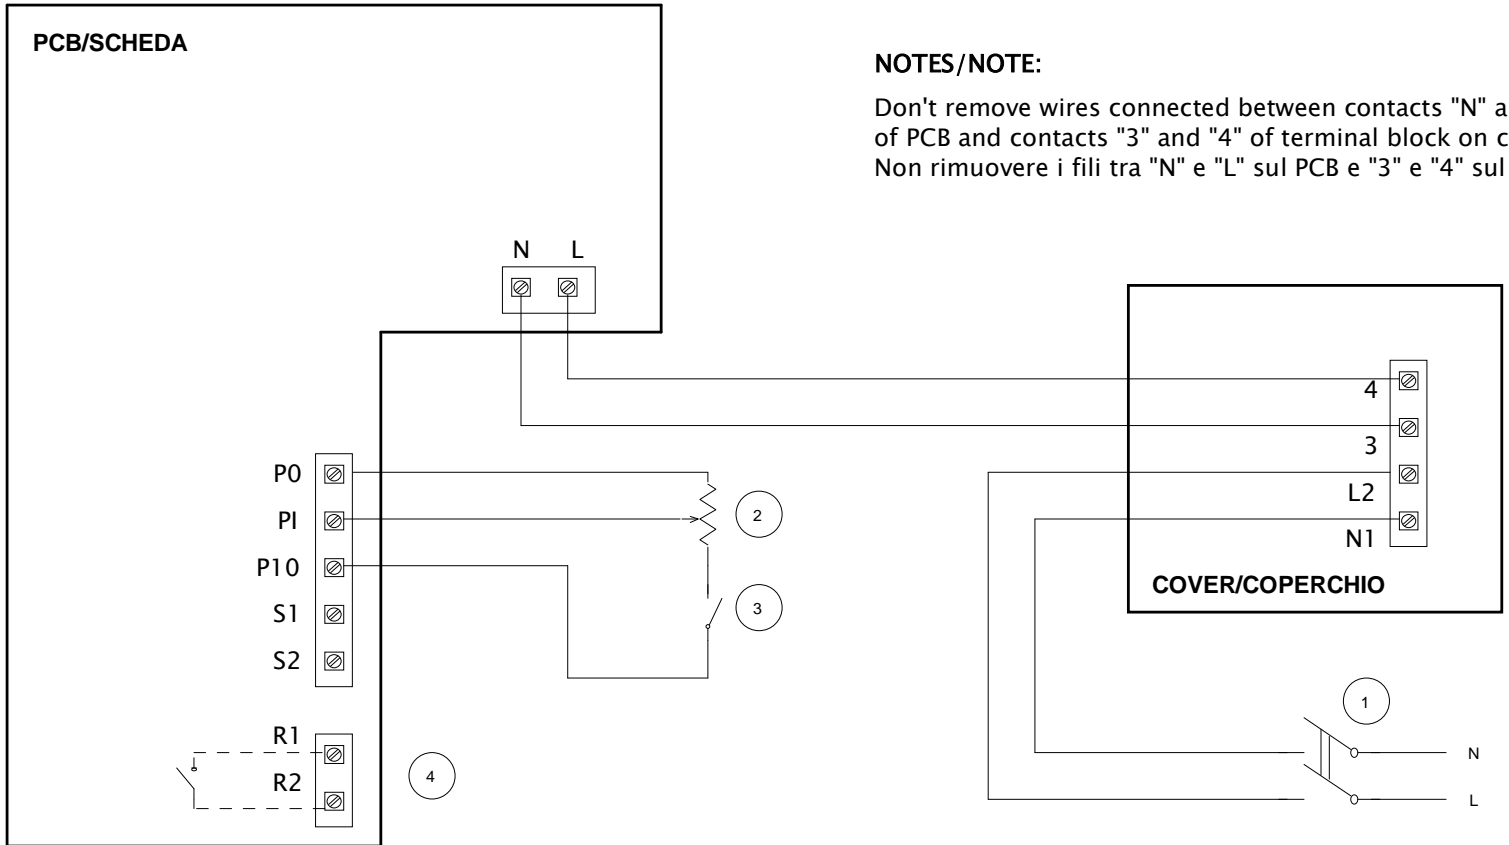 PCB/SCHEDA
NOTES/NOTE:
Don't remove wires connected between contacts "N" a
of PCB and contacts "3" and "4" of terminal block on c
Non rimuovere i fili tra "N" e "L" sul PCB e "3" e "4" sul
N L
4
3
L2
N1
COVER/COPERCHIO
P0
PI
P10
S1
S2
2
3
R1
R2
4
1
N
L